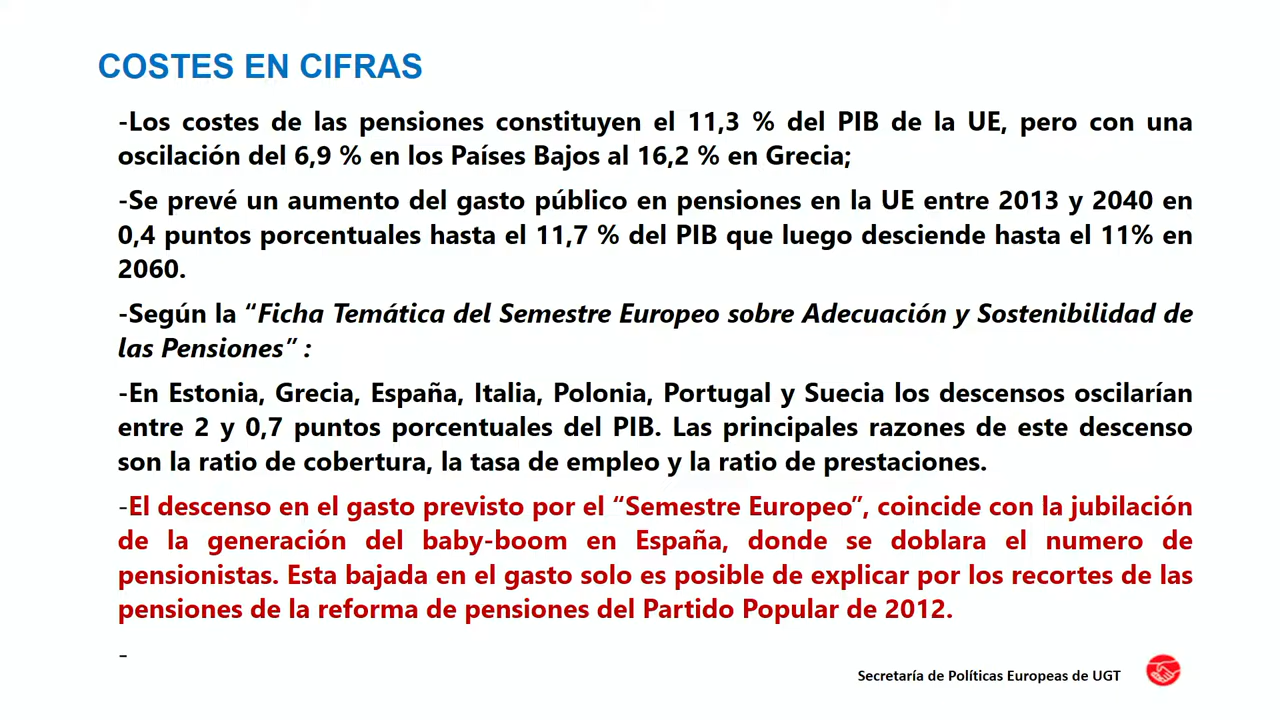 COSTES EN CIFRAS
-Los costes de las pensiones constituyen el 11,3 % del PIB de la UE, pero con una
oscilación del 6,9 % en los Países Bajos al 16,2 % en Grecia;
-Se prevé un aumento del gasto público en pensiones en la UE entre 2013 y 2040 en
0,4 puntos porcentuales hasta el 11,7 % del PIB que luego desciende hasta el 11% en
2060.
-Según la “Ficha Temática del Semestre Europeo sobre Adecuación y Sostenibilidad de
las Pensiones” :
-En Estonia, Grecia, España, Italia, Polonia, Portugal y Suecia los descensos oscilarían
entre 2 y 0,7 puntos porcentuales del PIB. Las principales razones de este descenso
son la ratio de cobertura, la tasa de empleo y la ratio de prestaciones.
-El descenso en el gasto previsto por el “Semestre Europeo”, coincide con la jubilación
de la generación del baby-boom en España, donde se doblara el numero de
pensionistas. Esta bajada en el gasto solo es posible de explicar por los recortes de las
pensiones de la reforma de pensiones del Partido Popular de 2012.
-
Secretaría de Políticas Europeas de UGT